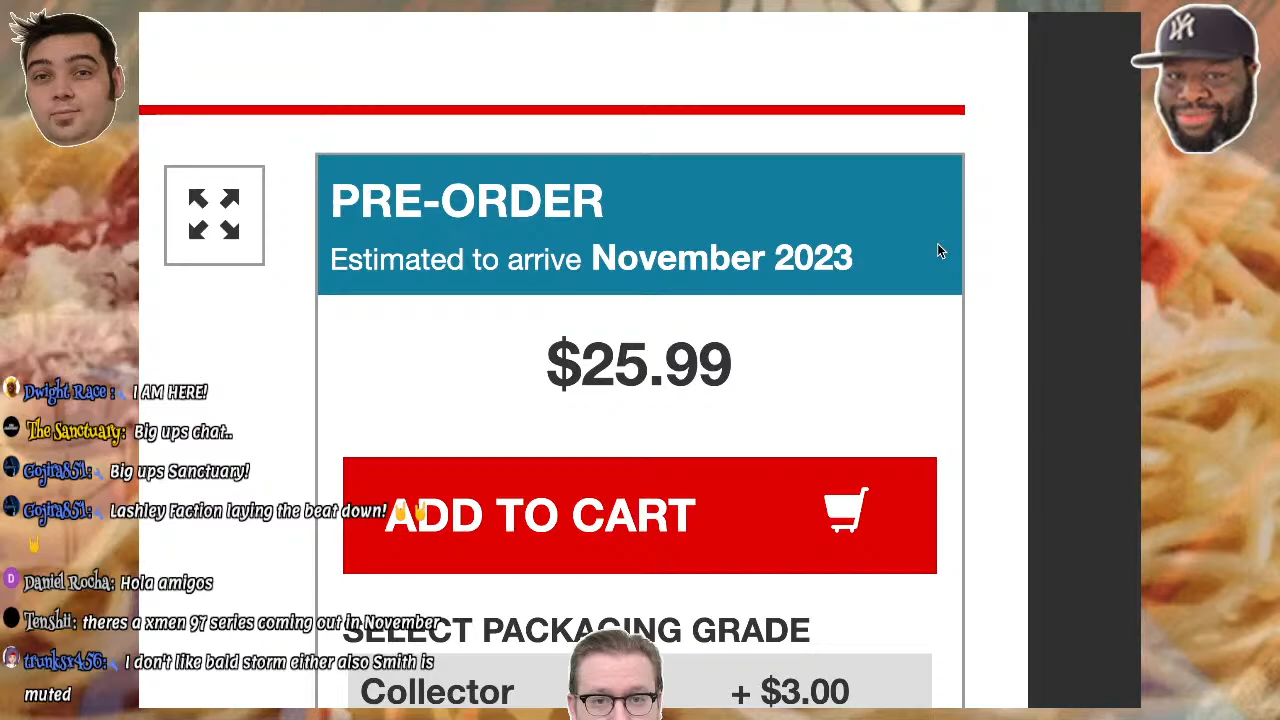 PRE-ORDER
Estimated to arrive November 2023
$25.99
ADD TO CART
SELECT PACKAGING GRADE
Collector + $3.00
Dwight Race : I AM HERE!
The Sanctuary: Big ups chat..
Gojira851: Big ups Sanctuary!
Gojira851: Lashley Faction laying the beat down! 🤘🤘
🤘
D Daniel Rocha: Hola amigos
Tenshii: theres a xmen 97 series coming out in November
trunksx456: I don't like bald storm either also Smith is
muted